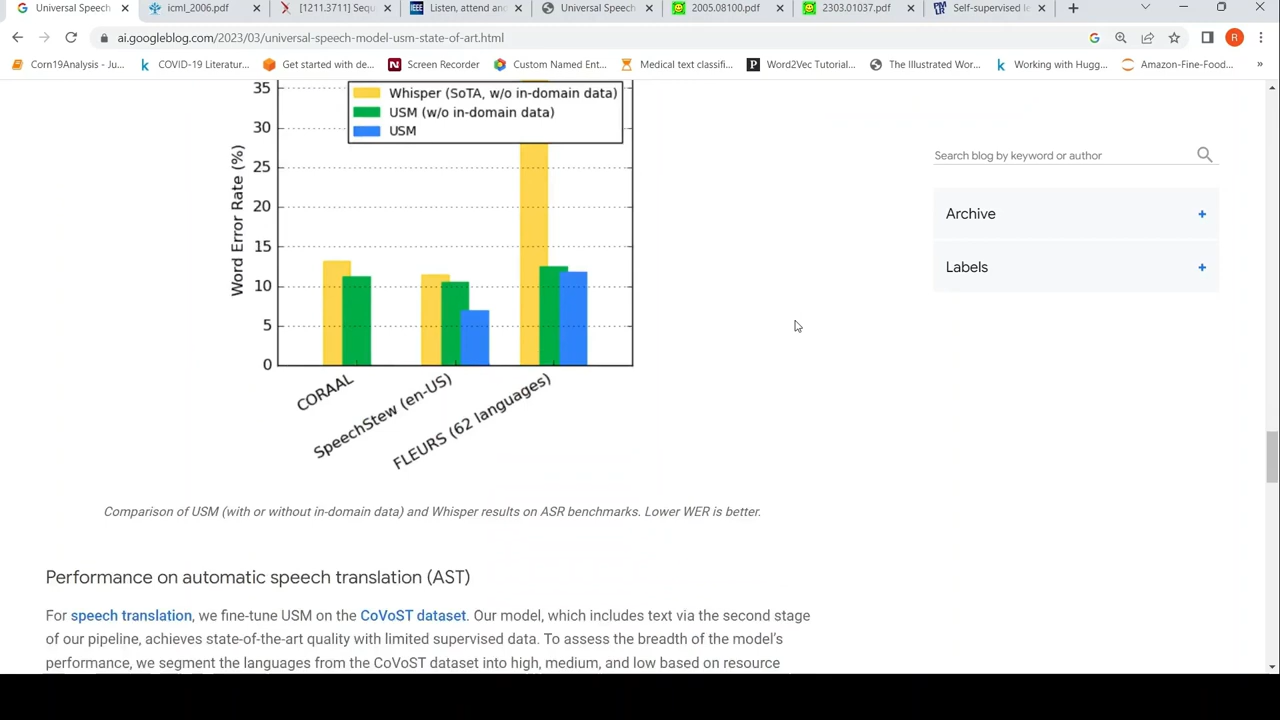 Universal Speech
icml_2006.pdf
[1211.3711] Sequ
Listen, attend and
Universal Speech
2005.08100.pdf
2303.01037.pdf
Self-supervised le
ai.googleblog.com/2023/03/universal-speech-model-usm-state-of-art.html
R
Corn19Analysis - Ju...
COVID-19 Literatur...
Get started with de...
Screen Recorder
Custom Named Ent...
Medical text classifi...
Word2Vec Tutorial...
The Illustrated Wor...
Working with Hugg...
Amazon-Fine-Food...
»
Whisper (SoTA, w/o in-domain data)
USM (w/o in-domain data)
USM
Word Error Rate (%)
35
30
25
20
15
10
5
0
CORAAL
SpeechStew (en-US)
FLEURS (62 languages)
Search blog by keyword or author
Archive +
Labels +
Comparison of USM (with or without in-domain data) and Whisper results on ASR benchmarks. Lower WER is better.
Performance on automatic speech translation (AST)
For speech translation, we fine-tune USM on the CoVoST dataset. Our model, which includes text via the second stage
of our pipeline, achieves state-of-the-art quality with limited supervised data. To assess the breadth of the model's
performance, we segment the languages from the CoVoST dataset into high, medium, and low based on resource